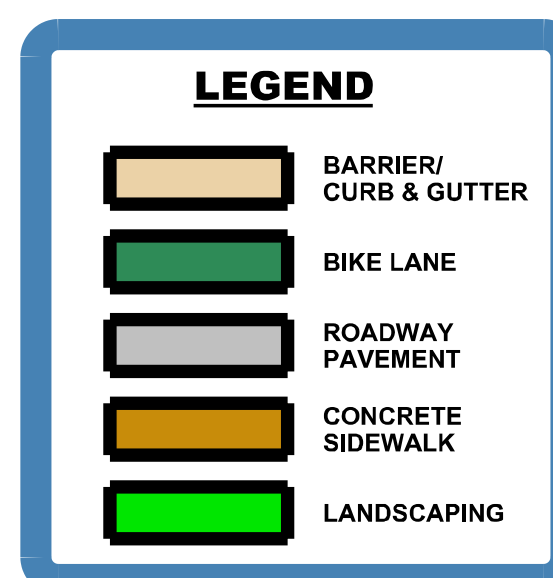 LEGEND
BARRIER/
CURB & GUTTER
BIKE LANE
ROADWAY
PAVEMENT
CONCRETE
SIDEWALK
LANDSCAPING